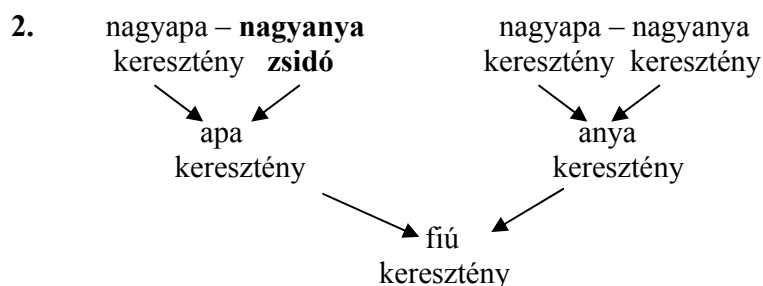 2. nagyapa – nagyanya nagyapa – nagyanya
keresztény zsidó keresztény keresztény
apa anya
keresztény keresztény
fiú
keresztény